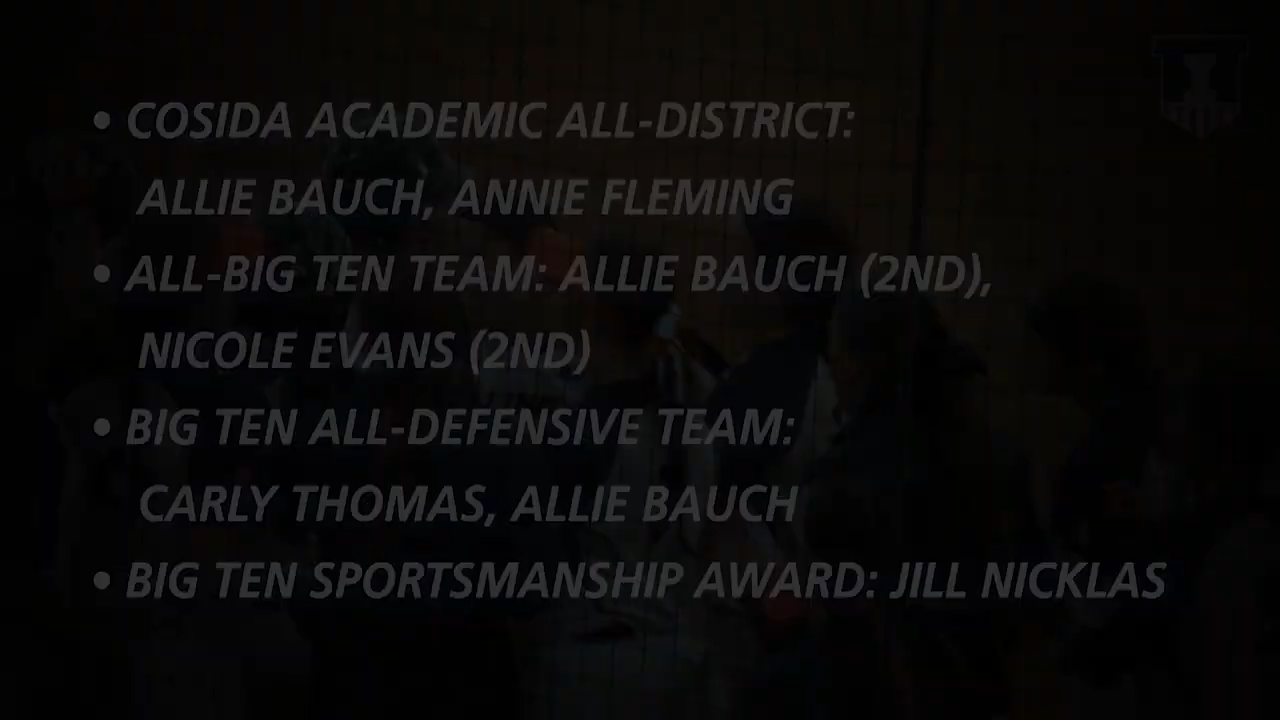 • COSIDA ACADEMIC ALL-DISTRICT:
ALLIE BAUCH, ANNIE FLEMING
• ALL-BIG TEN TEAM: ALLIE BAUCH (2ND),
NICOLE EVANS (2ND)
• BIG TEN ALL-DEFENSIVE TEAM:
CARLY THOMAS, ALLIE BAUCH
• BIG TEN SPORTSMANSHIP AWARD: JILL NICKLAS